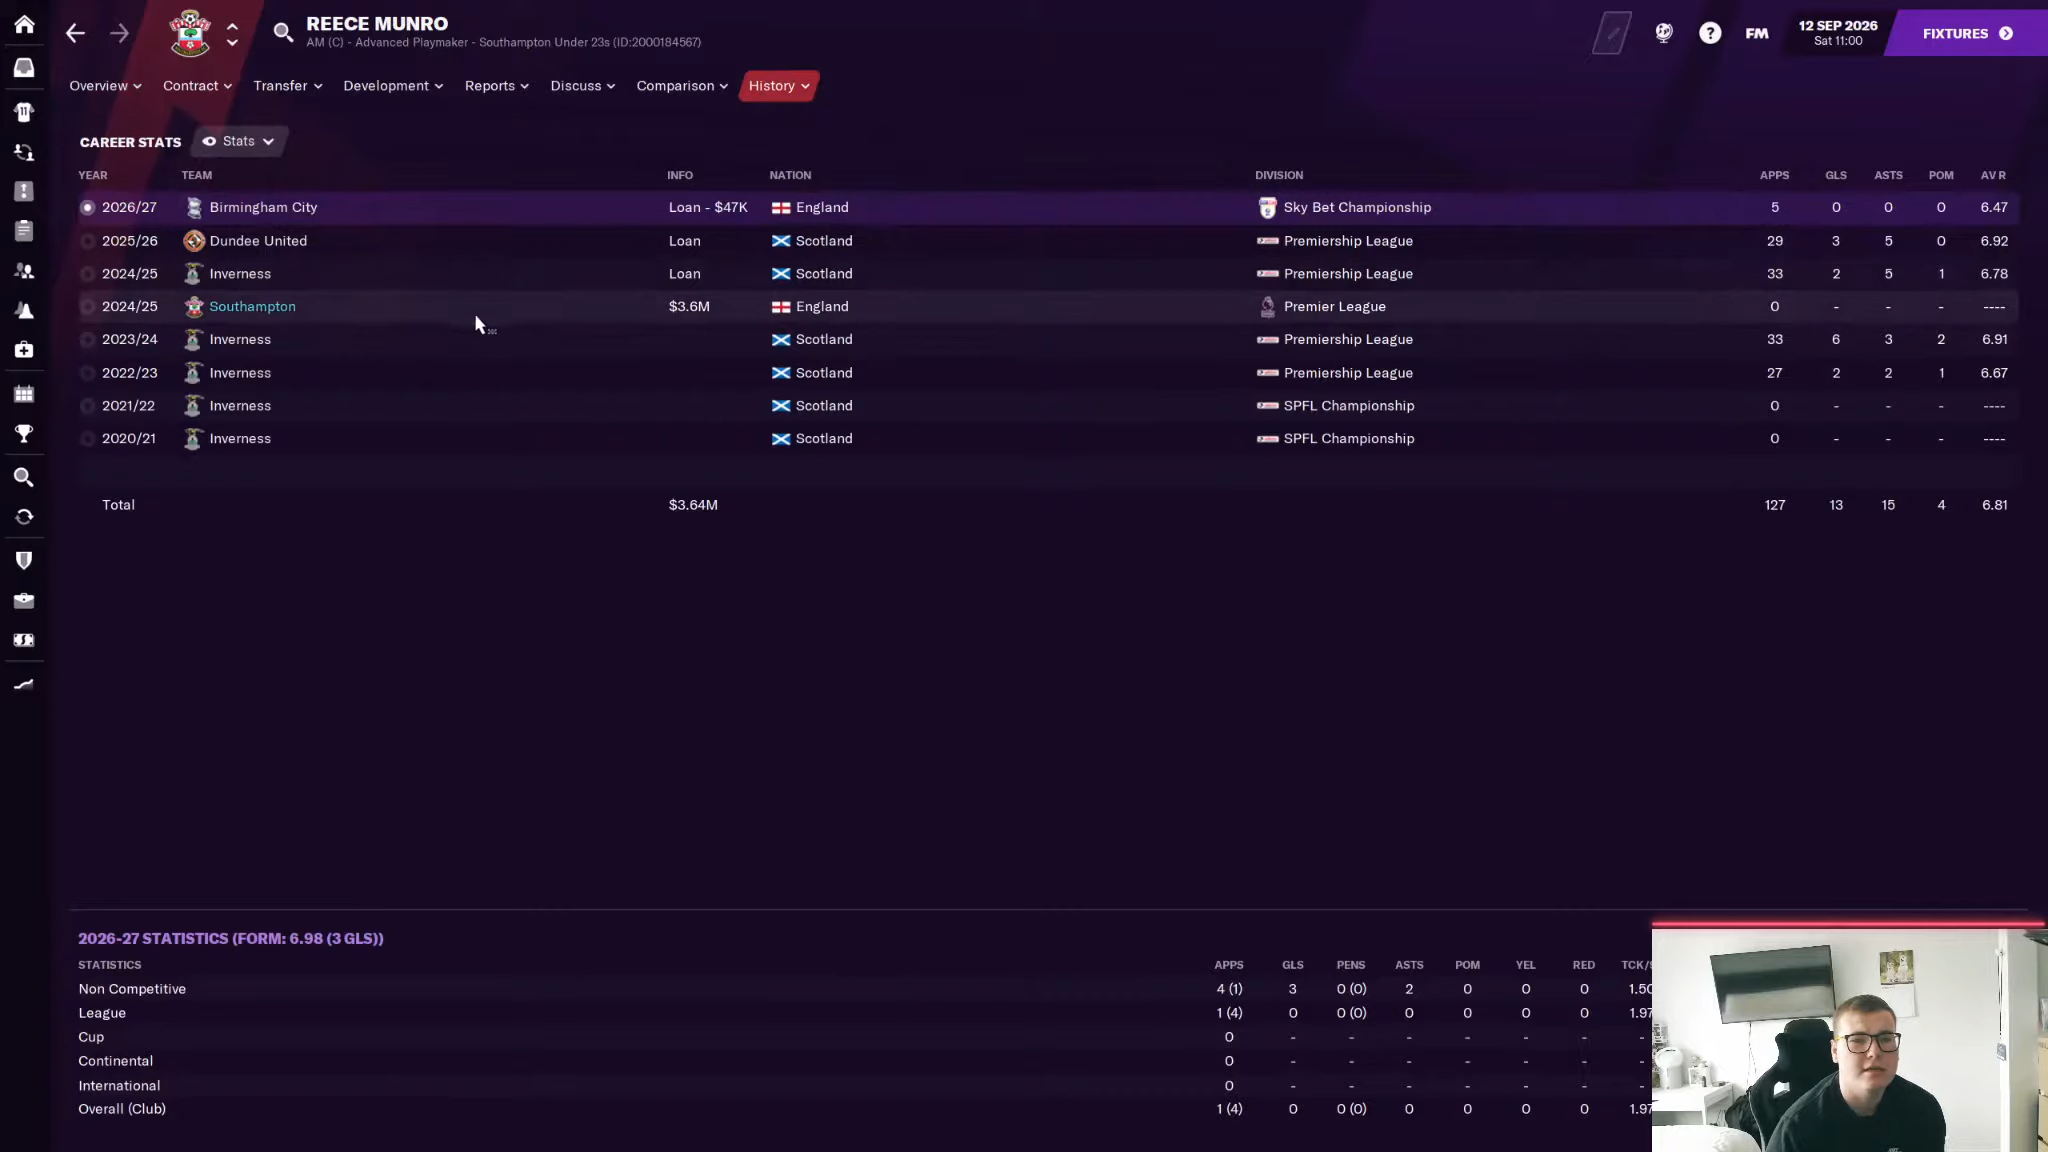 REECE MUNRO
AM (C) - Advanced Playmaker - Southampton Under 23s (ID:2000184567)
FM
12 SEP 2026
Sat 11:00
FIXTURES
Overview Contract Transfer Development Reports Discuss Comparison History
CAREER STATS Stats
YEAR TEAM INFO NATION DIVISION APPS GLS ASTS POM AV R
2026/27 Birmingham City Loan - $47K England Sky Bet Championship 5 0 0 0 6.47
2025/26 Dundee United Loan Scotland Premiership League 29 3 5 0 6.92
2024/25 Inverness Loan Scotland Premiership League 33 2 5 1 6.78
2024/25 Southampton $3.6M England Premier League 0 - - - ----
2023/24 Inverness Scotland Premiership League 33 6 3 2 6.91
2022/23 Inverness Scotland Premiership League 27 2 2 1 6.67
2021/22 Inverness Scotland SPFL Championship 0 - - - ----
2020/21 Inverness Scotland SPFL Championship 0 - - - ----
Total $3.64M 127 13 15 4 6.81
2026-27 STATISTICS (FORM: 6.98 (3 GLS))
STATISTICS APPS GLS PENS ASTS POM YEL RED TCK/
Non Competitive 4 (1) 3 0 (0) 2 0 0 0 1.50
League 1 (4) 0 0 (0) 0 0 0 0 1.97
Cup 0 - - - - - - -
Continental 0 - - - - - - -
International 0 - - - - - - -
Overall (Club) 1 (4) 0 0 (0) 0 0 0 0 1.97